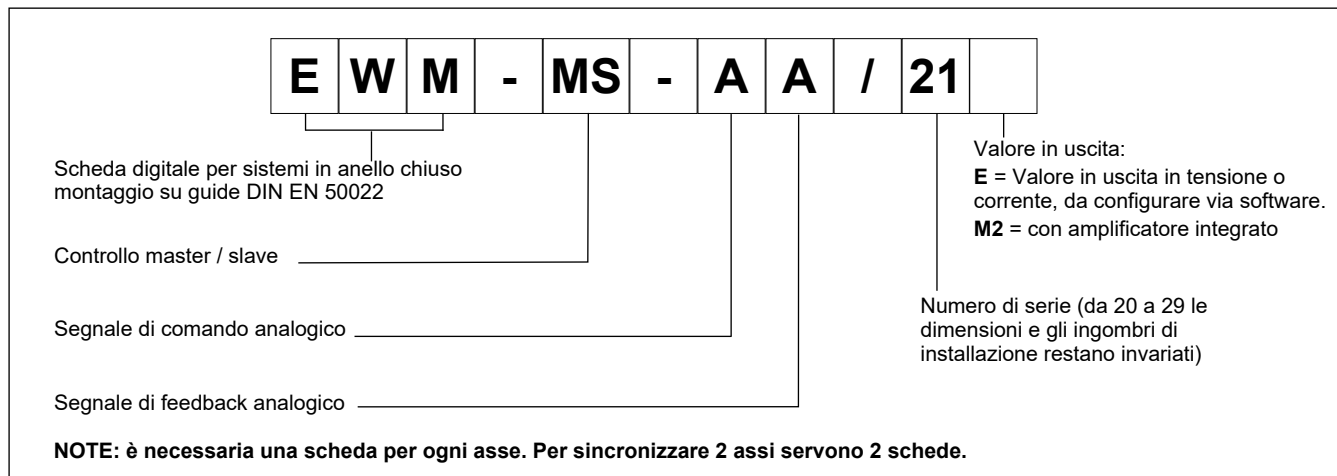 E W M - MS - A A / 21
Scheda digitale per sistemi in anello chiuso
montaggio su guide DIN EN 50022
Controllo master / slave
Segnale di comando analogico
Segnale di feedback analogico
Valore in uscita:
E = Valore in uscita in tensione o
corrente, da configurare via software.
M2 = con amplificatore integrato
Numero di serie (da 20 a 29 le
dimensioni e gli ingombri di
installazione restano invariati)
NOTE: è necessaria una scheda per ogni asse. Per sincronizzare 2 assi servono 2 schede.